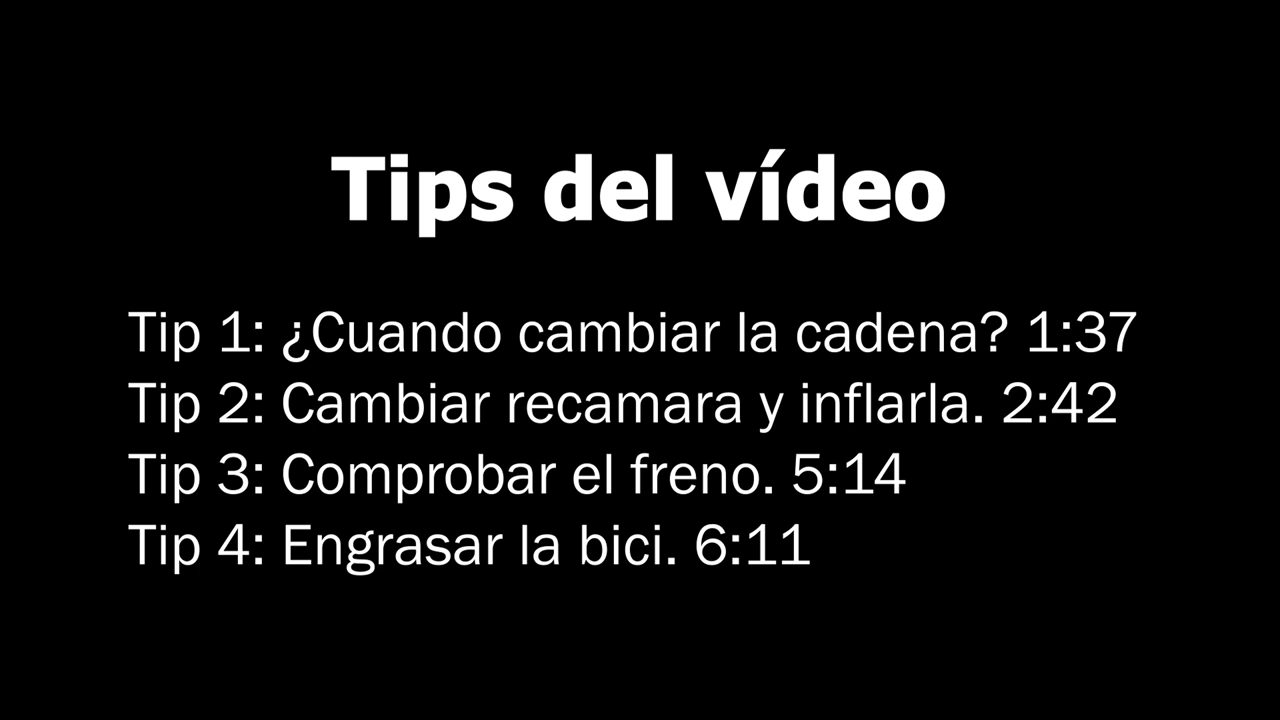 Tips del vídeo
Tip 1: ¿Cuando cambiar la cadena? 1:37
Tip 2: Cambiar recamara y inflarla. 2:42
Tip 3: Comprobar el freno. 5:14
Tip 4: Engrasar la bici. 6:11